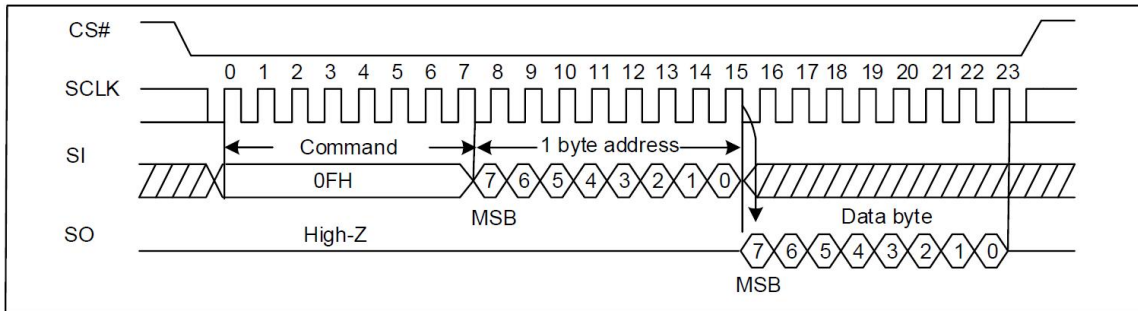 CS#
0 1 2 3 4 5 6 7 8 9 10 11 12 13 14 15 16 17 18 19 20 21 22 23
SCLK
SI Command 1 byte address
0FH 7 6 5 4 3 2 1 0
MSB Data byte
SO High-Z
7 6 5 4 3 2 1 0
MSB